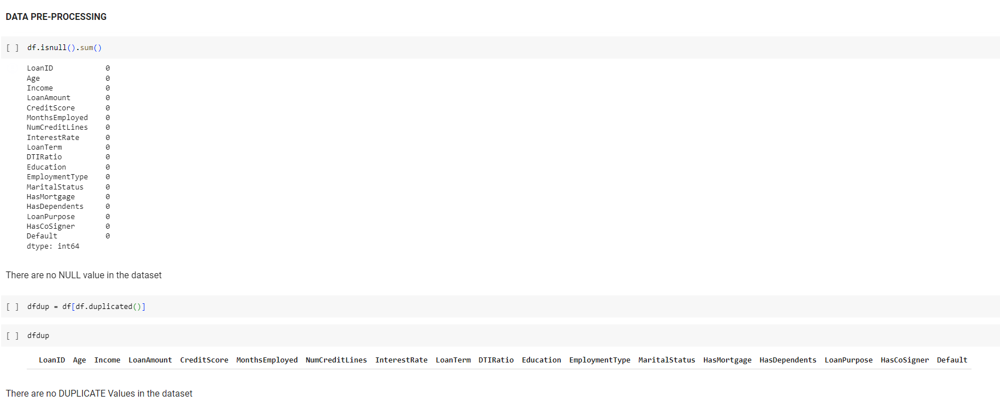 DATA PRE-PROCESSING
[ ] df.isnull().sum()
LoanID 0
Age 0
Income 0
LoanAmount 0
CreditScore 0
MonthsEmployed 0
NumCreditLines 0
InterestRate 0
LoanTerm 0
DTIRatio 0
Education 0
EmploymentType 0
MaritalStatus 0
HasMortgage 0
HasDependents 0
LoanPurpose 0
HasCoSigner 0
Default 0
dtype: int64
There are no NULL value in the dataset
[ ] dfdup = df[df.duplicated()]
[ ] dfdup
LoanID Age Income LoanAmount CreditScore MonthsEmployed NumCreditLines InterestRate LoanTerm DTIRatio Education EmploymentType MaritalStatus HasMortgage HasDependents LoanPurpose HasCoSigner Default
There are no DUPLICATE Values in the dataset